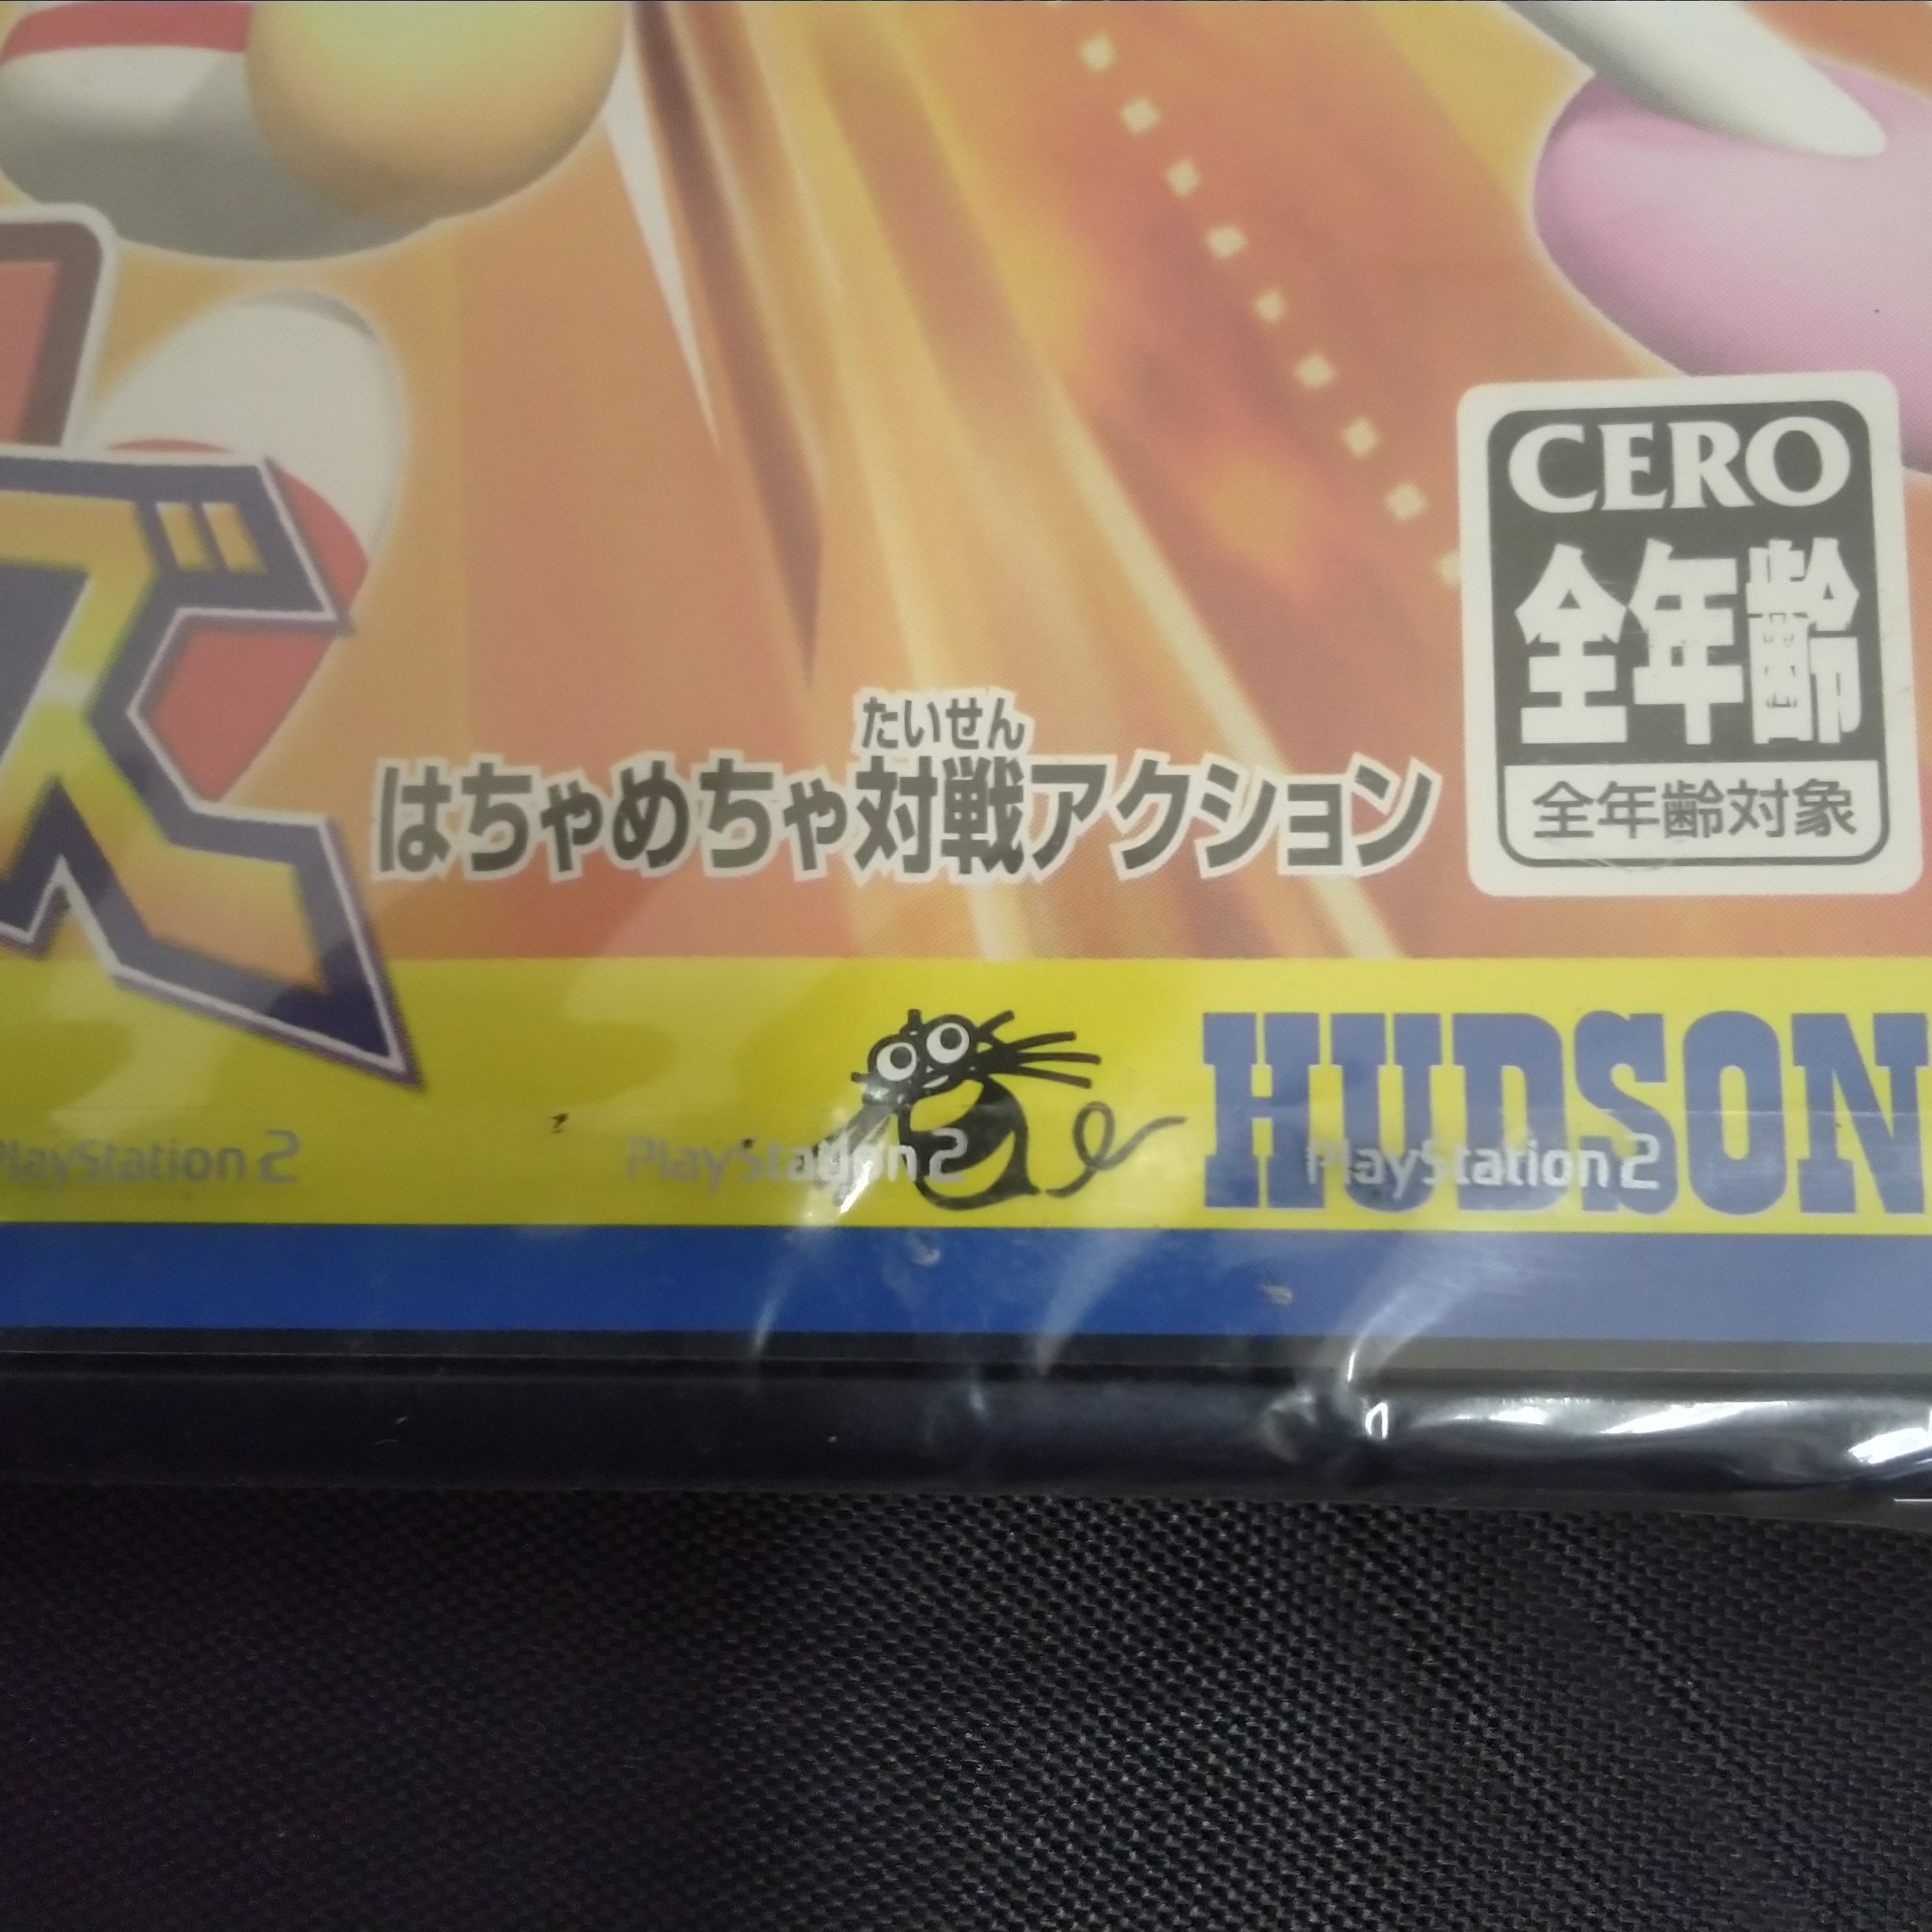 CERO
全年齢
全年齢対象
ズ
たいせん
はちゃめちゃ対戦アクション
HUDSON
PlayStation 2 PlayStation 2 PlayStation 2